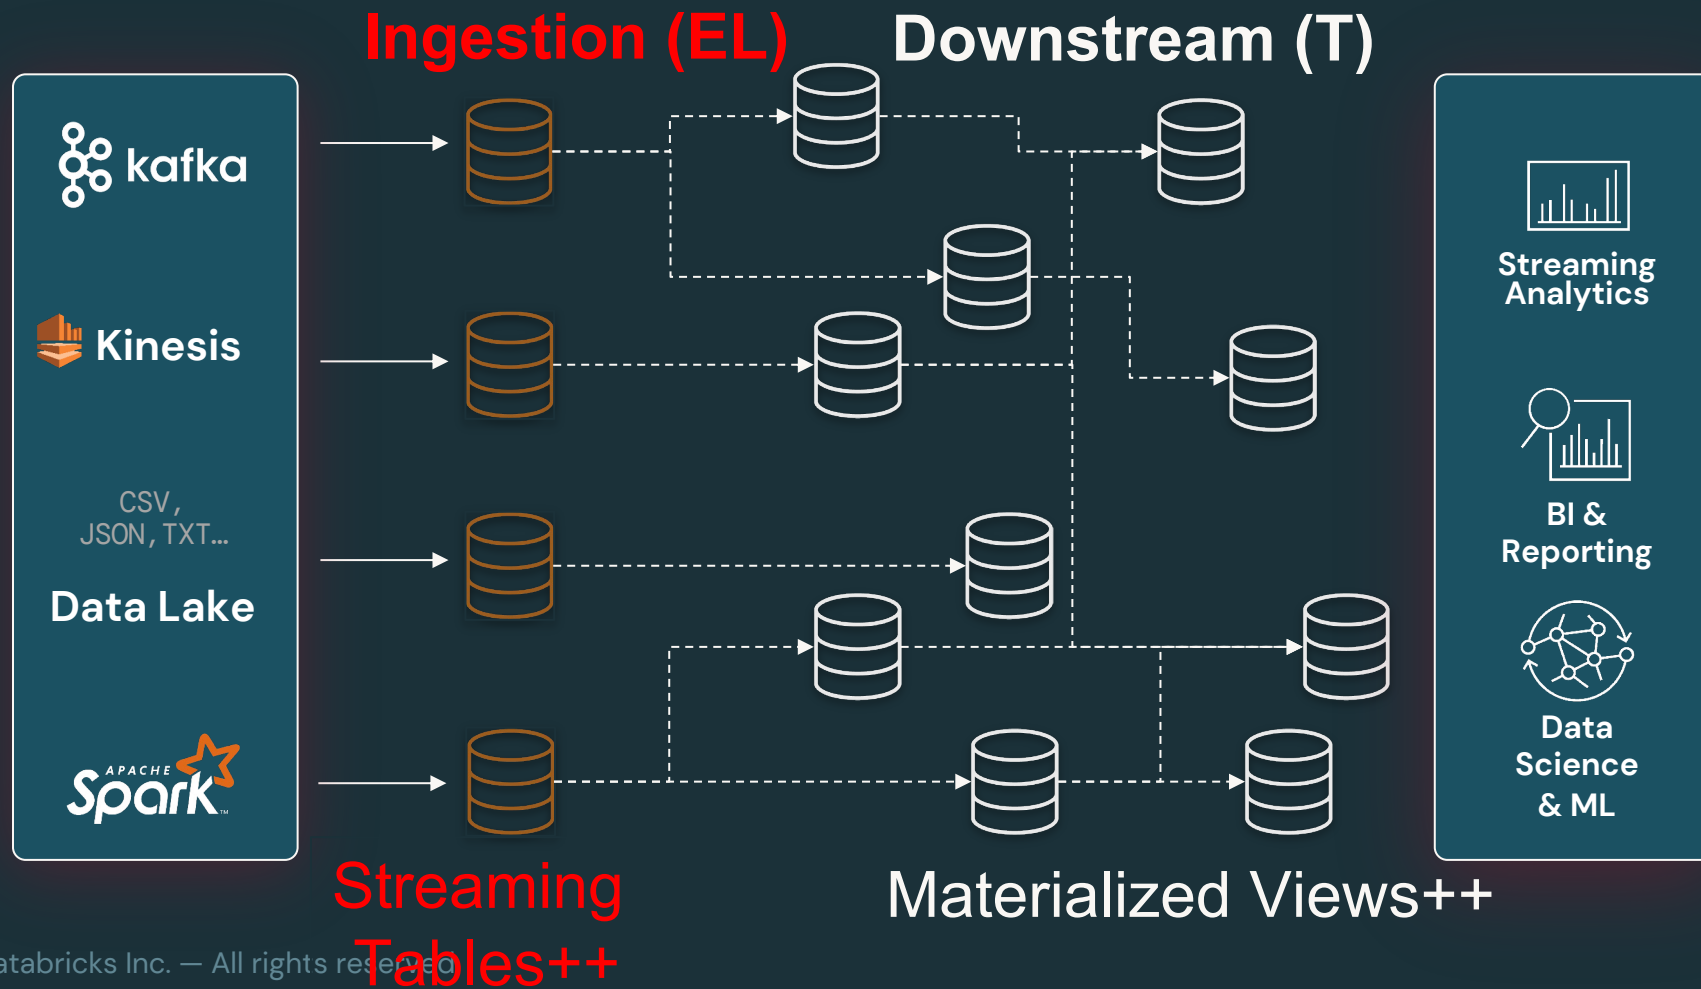 Ingestion (EL)
Downstream (T)
kafka
Kinesis
CSV,
JSON,TXT…
Data Lake
APACHE
Spark™
Streaming
Analytics
BI &
Reporting
Data
Science
& ML
Streaming
Tables++
Materialized Views++
atabricks Inc. — All rights reserved